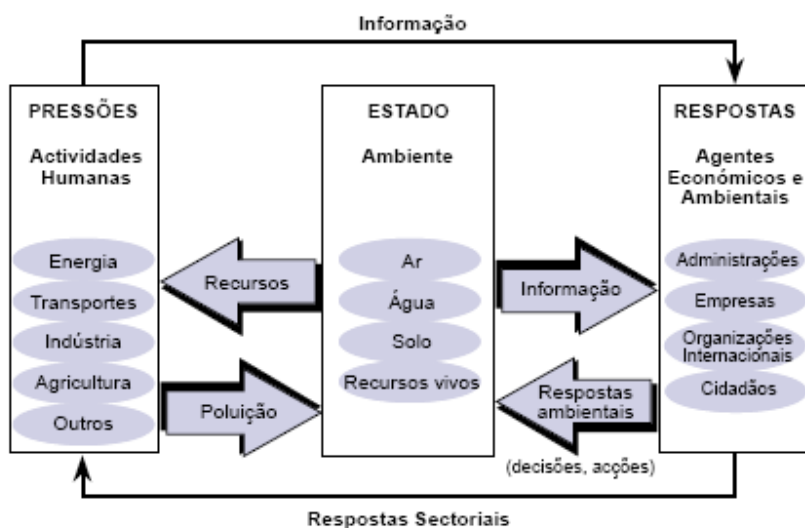 Informação
PRESSÕES
Actividades
Humanas
Energia
Transportes
Indústria
Agricultura
Outros
Recursos
Poluição
ESTADO
Ambiente
Ar
Água
Solo
Recursos vivos
Informação
Respostas
ambientais
(decisões, acções)
RESPOSTAS
Agentes
Económicos e
Ambientais
Administrações
Empresas
Organizações
Internacionais
Cidadãos
Respostas Sectoriais